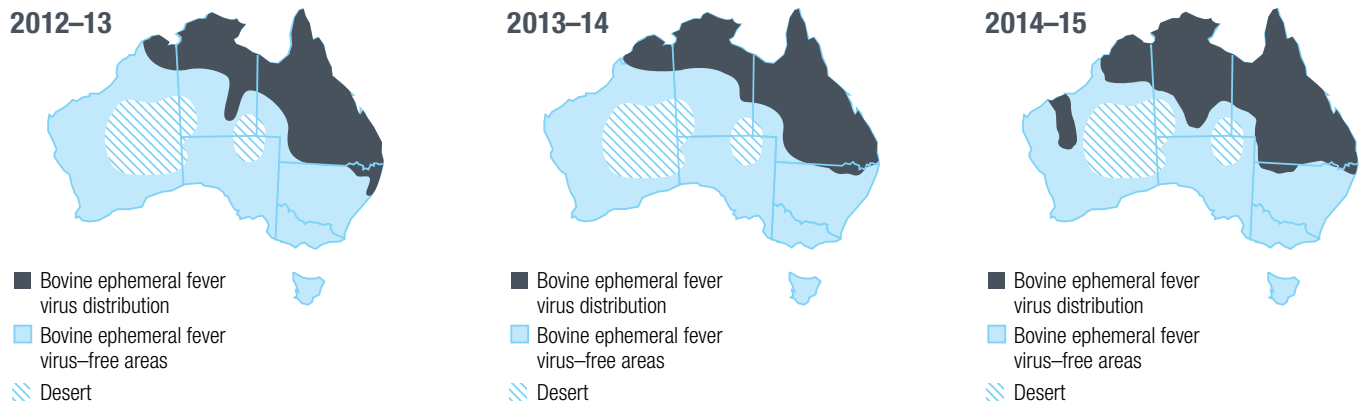 2012–13
Bovine ephemeral fever
virus distribution
Bovine ephemeral fever
virus–free areas
Desert
2013–14
Bovine ephemeral fever
virus distribution
Bovine ephemeral fever
virus–free areas
Desert
2014–15
Bovine ephemeral fever
virus distribution
Bovine ephemeral fever
virus–free areas
Desert